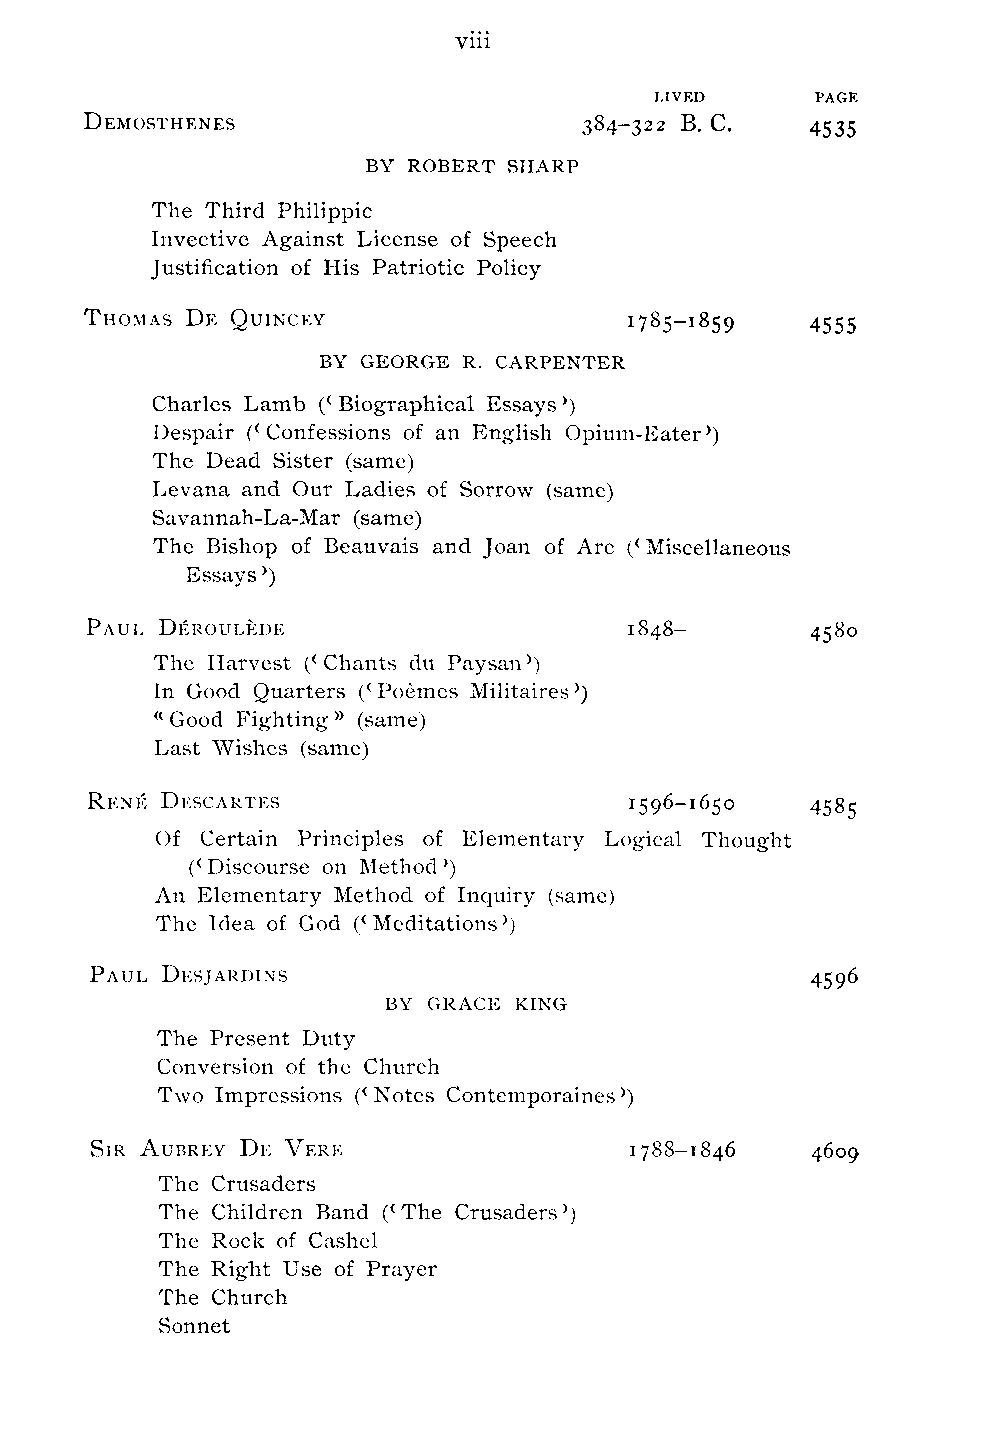 viii
LIVED PAGE
DEMOSTHENES 384–322 B. C. 4535
BY ROBERT SHARP
The Third Philippic
Invective Against License of Speech
Justification of His Patriotic Policy
THOMAS DE QUINCEY 1785–1859 4555
BY GEORGE R. CARPENTER
Charles Lamb (‘Biographical Essays’)
Despair (‘Confessions of an English Opium-Eater’)
The Dead Sister (same)
Levana and Our Ladies of Sorrow (same)
Savannah-La-Mar (same)
The Bishop of Beauvais and Joan of Arc (‘Miscellaneous
Essays’)
PAUL DÉROULÈDE 1848– 4580
The Harvest (‘Chants du Paysan’)
In Good Quarters (‘Poèmes Militaires’)
“Good Fighting” (same)
Last Wishes (same)
RENÉ DESCARTES 1596–1650 4585
Of Certain Principles of Elementary Logical Thought
(‘Discourse on Method’)
An Elementary Method of Inquiry (same)
The Idea of God (‘Meditations’)
PAUL DESJARDINS 4596
BY GRACE KING
The Present Duty
Conversion of the Church
Two Impressions (‘Notes Contemporaines’)
SIR AUBREY DE VERE 1788–1846 4609
The Crusaders
The Children Band (‘The Crusaders’)
The Rock of Cashel
The Right Use of Prayer
The Church
Sonnet